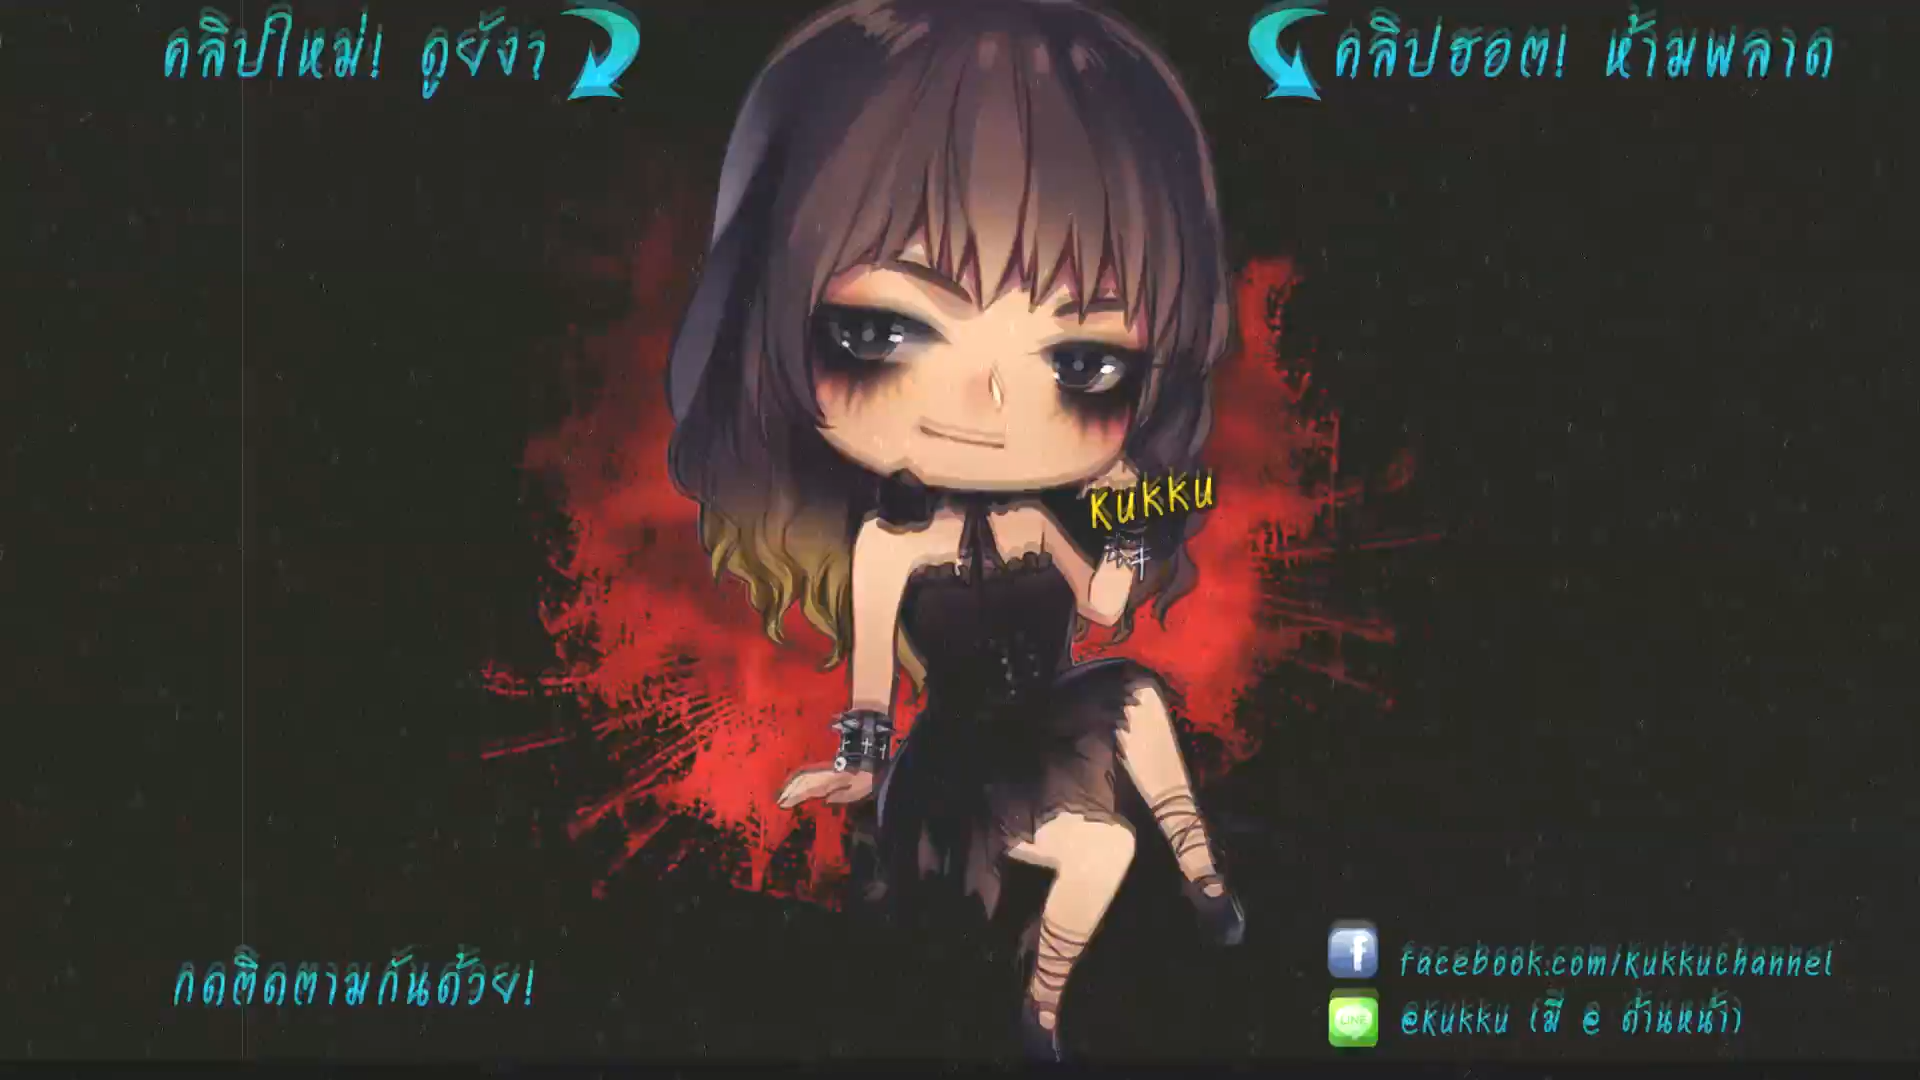 คลิปใหม่! ดูยังงา
คลิปฮอต! ห้ามพลาด
KUKKU
กดติดตามกันด้วย!
facebook.com/KukkuChannel
LINE
@Kukku (มี @ ด้านหน้า)